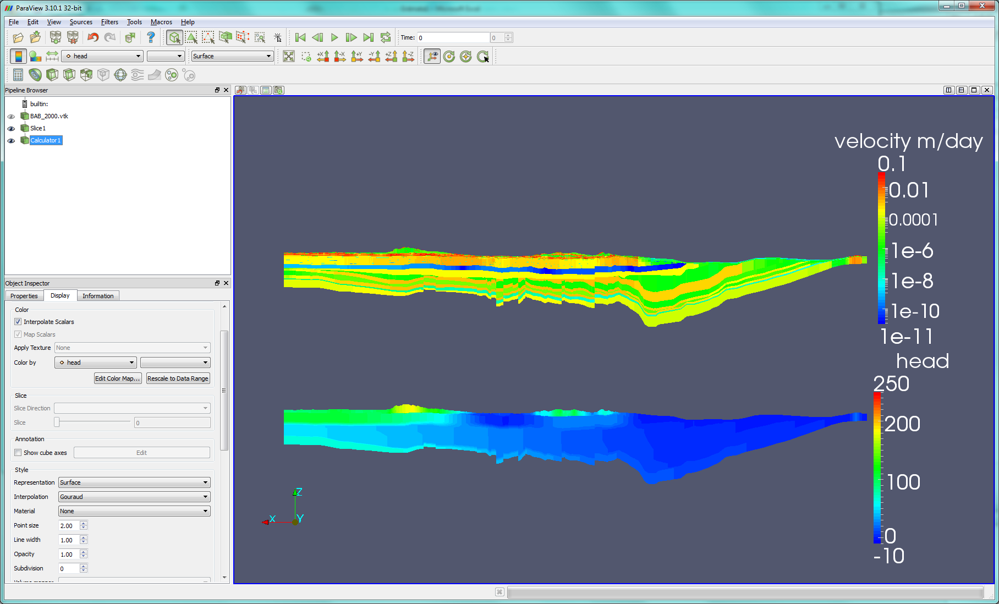 ParaView 3.10.1 32-bit
File Edit View Sources Filters Tools Macros Help
Time: 0 0
head Surface +X -X +Y -Y +Z -Z
Pipeline Browser
builtin:
BAB_2000.vtk
Slice1
Calculator1
Object Inspector
Properties Display Information
Color
Interpolate Scalars
Map Scalars
Apply Texture None
Color by head
Edit Color Map... Rescale to Data Range
Slice
Slice Direction
Slice 0
Annotation
Show cube axes Edit
Style
Representation Surface
Interpolation Gouraud
Material None
Point size 2.00
Line width 1.00
Opacity 1.00
Subdivision 0
velocity m/day
0.1
0.01
0.0001
1e-6
1e-8
1e-10
1e-11
head
250
200
100
0
-10
Z
X Y